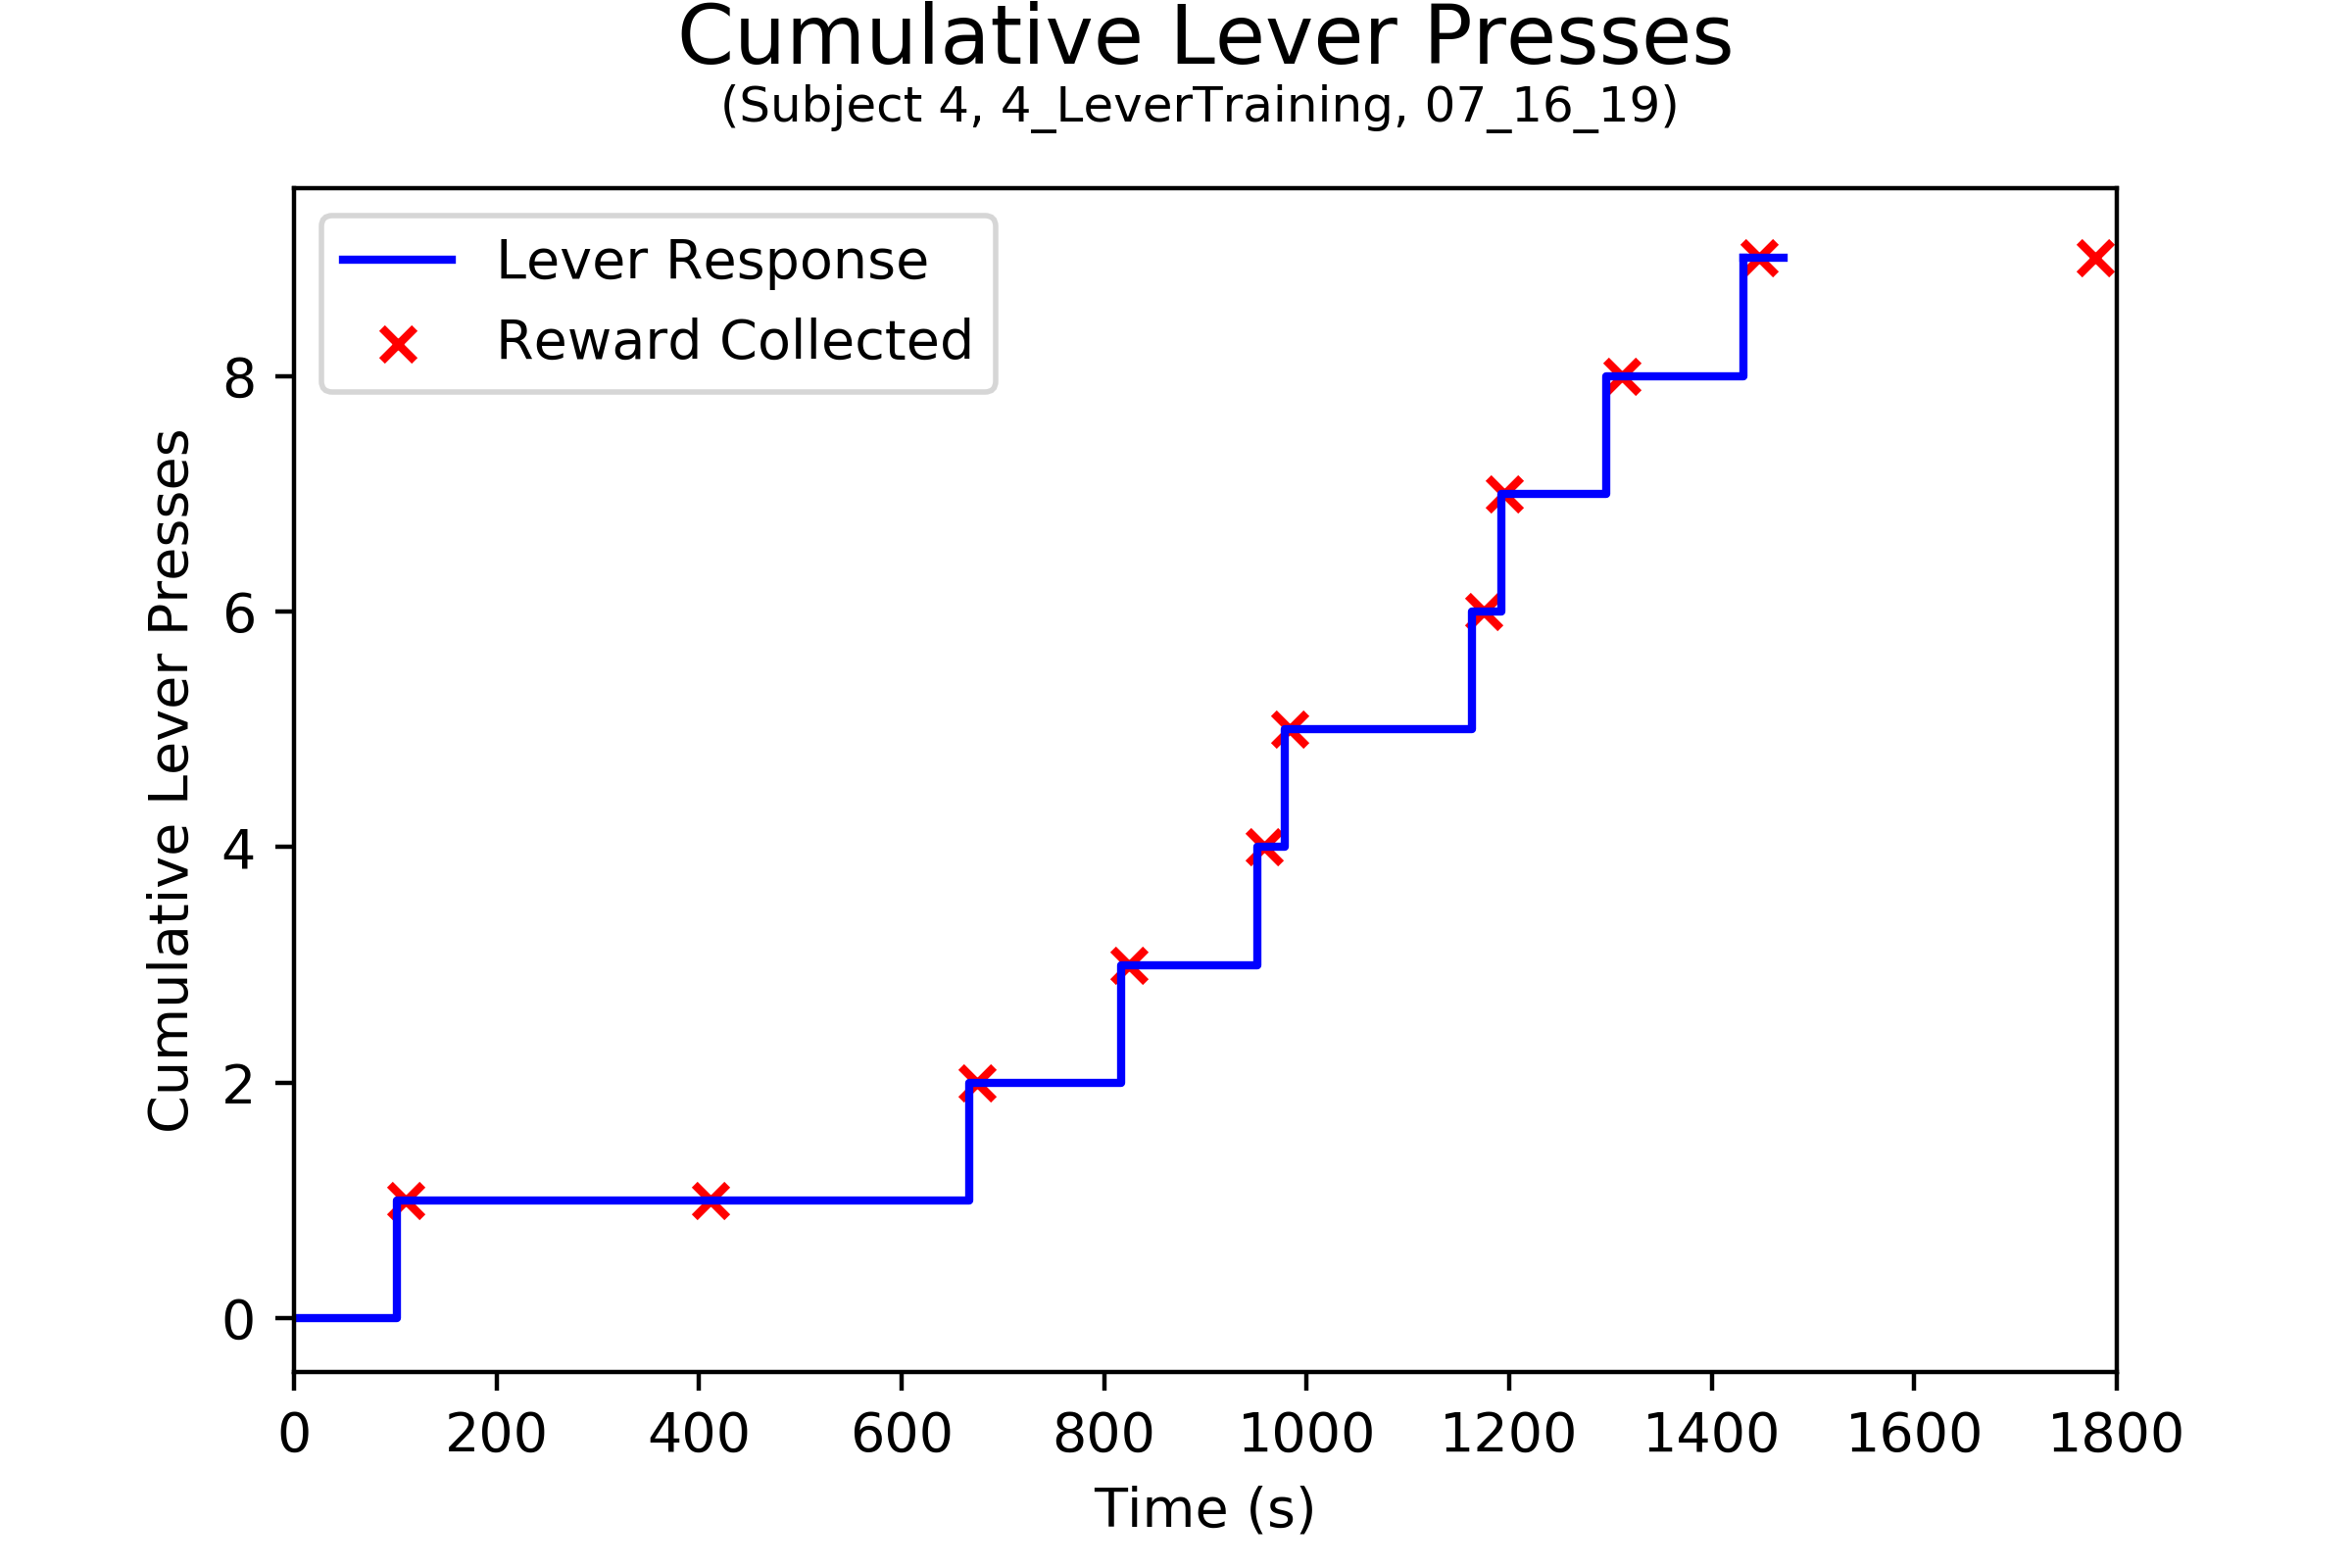 Cumulative Lever Presses
(Subject 4, 4_LeverTraining, 07_16_19)
Lever Response
Reward Collected
Cumulative Lever Presses
8
6
4
2
0
0 200 400 600 800 1000 1200 1400 1600 1800
Time (s)